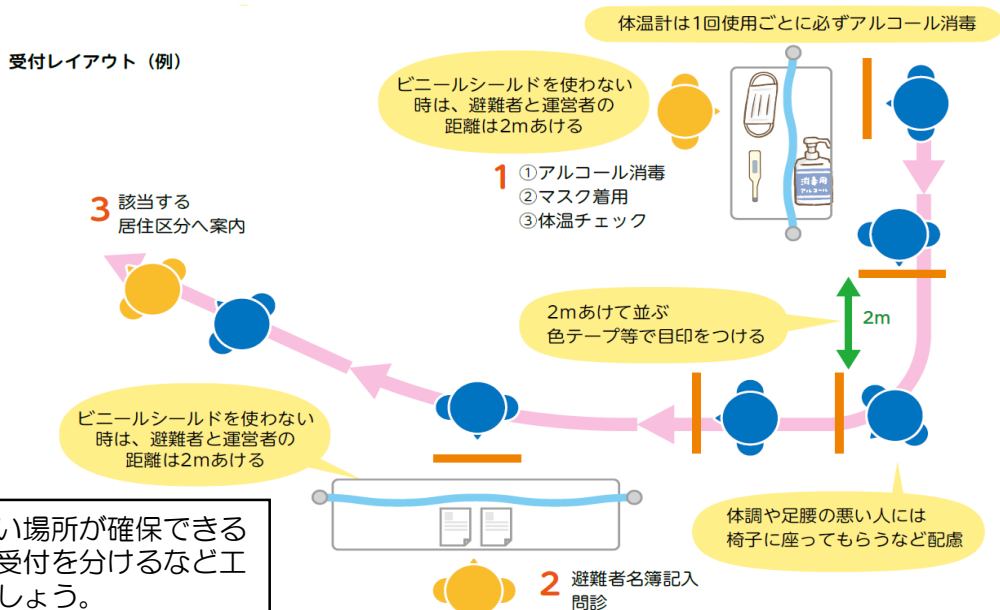 体温計は1回使用ごとに必ずアルコール消毒
受付レイアウト（例）
ビニールシールドを使わない
時は、避難者と運営者の
距離は2mあける
1 ①アルコール消毒
②マスク着用
③体温チェック
消毒用
アルコール
3 該当する
居住区分へ案内
2mあけて並ぶ
色テープ等で目印をつける
2m
ビニールシールドを使わない
時は、避難者と運営者の
距離は2mあける
体調や足腰の悪い人には
椅子に座ってもらうなど配慮
い場所が確保できる
受付を分けるなど工
しょう。
2 避難者名簿記入
問診